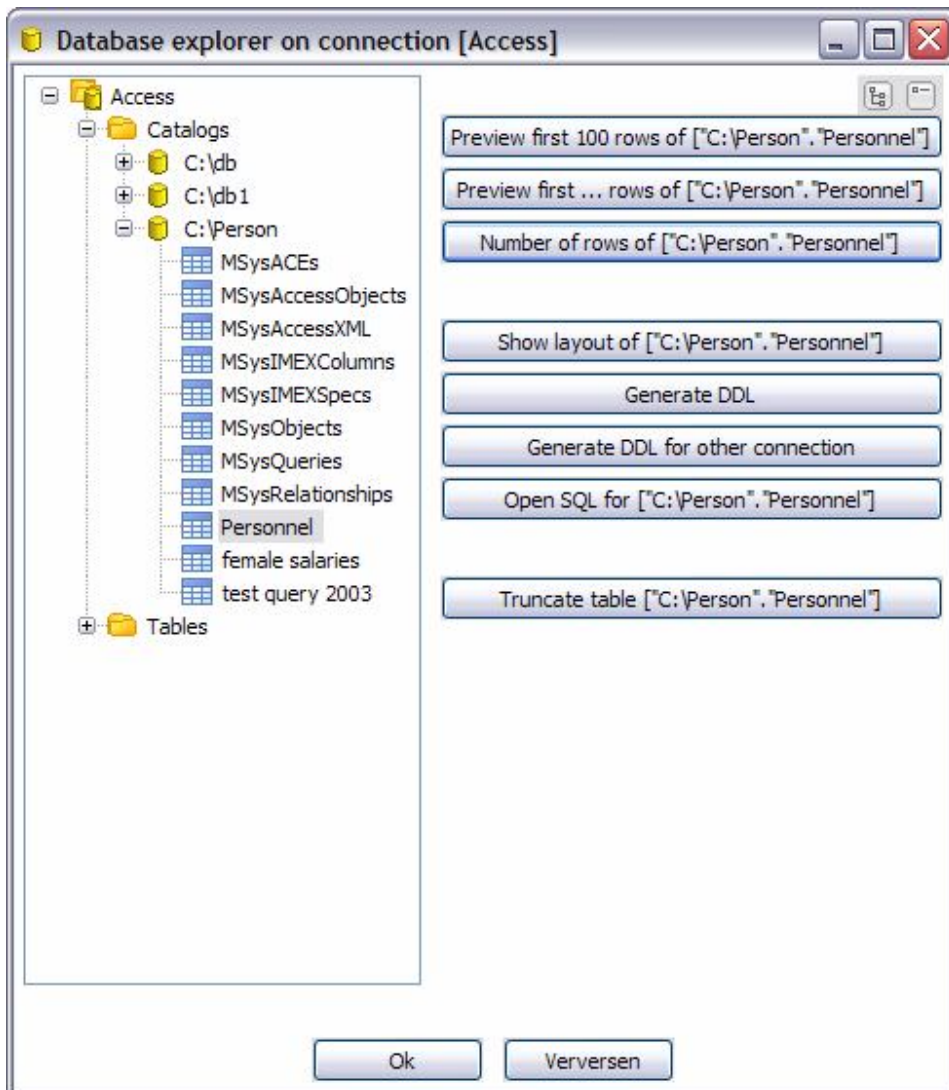 Database explorer on connection [Access]
Access
Catalogs
C:\db
C:\db1
C:\Person
MSysACEs
MSysAccessObjects
MSysAccessXML
MSysIMEXColumns
MSysIMEXSpecs
MSysObjects
MSysQueries
MSysRelationships
Personnel
female salaries
test query 2003
Tables
Preview first 100 rows of ["C:\Person"."Personnel"]
Preview first ... rows of ["C:\Person"."Personnel"]
Number of rows of ["C:\Person"."Personnel"]
Show layout of ["C:\Person"."Personnel"]
Generate DDL
Generate DDL for other connection
Open SQL for ["C:\Person"."Personnel"]
Truncate table ["C:\Person"."Personnel"]
Ok
Verversen